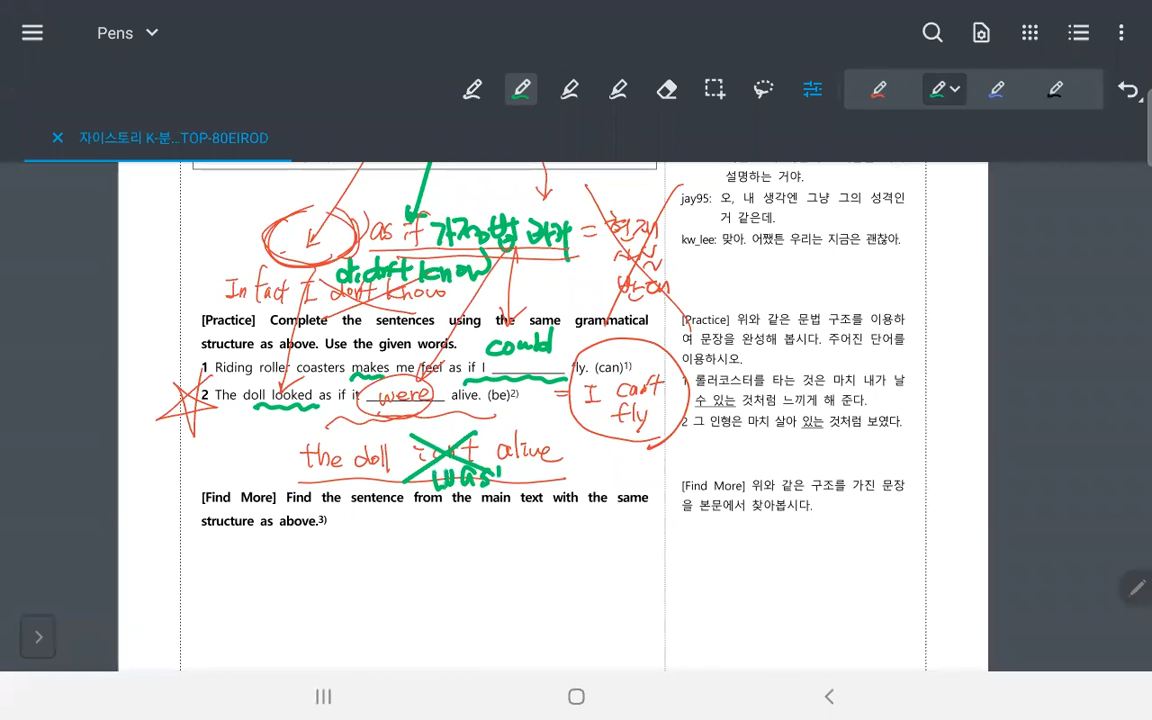 Pens
자이스토리 K-분...TOP-80EIROD
설명하는 거야.
jay95: 오, 내 생각엔 그냥 그의 성격인
거 같은데.
kw_lee: 맞아. 어쨌튼 우리는 지금은 괜찮아.
) as if 가정법 과거 = 현재
반대
didn't know
In fact I don't know
[Practice] Complete the sentences using the same grammatical
structure as above. Use the given words.
could
1 Riding roller coasters makes me feel as if I __________ fly. (can)1)
2 The doll looked as if it __________ alive. (be)2)
were
= I can't
fly
the doll isn't alive
wasn't
[Find More] Find the sentence from the main text with the same
structure as above.3)
[Practice] 위와 같은 문법 구조를 이용하
여 문장을 완성해 봅시다. 주어진 단어를
이용하시오.
1 롤러코스터를 타는 것은 마치 내가 날
수 있는 것처럼 느끼게 해 준다.
2 그 인형은 마치 살아 있는 것처럼 보였다.
[Find More] 위와 같은 구조를 가진 문장
을 본문에서 찾아봅시다.